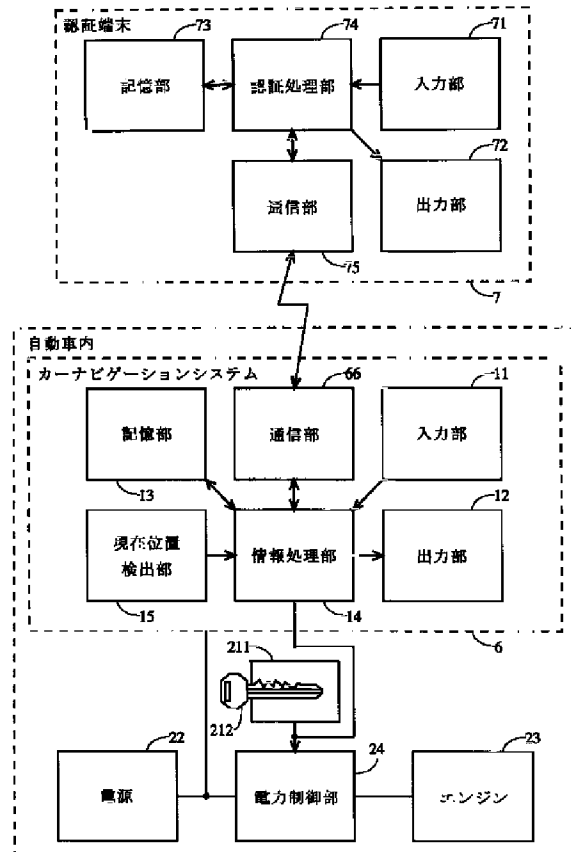 認証端末
73
74
71
記憶部
認証処理部
入力部
72
通信部
出力部
75
7
自動車内
カーナビゲーションシステム
66
11
記憶部
通信部
入力部
13
12
現在位置
検出部
情報処理部
出力部
15
14
6
211
212
22
24
23
電源
電力制御部
エンジン